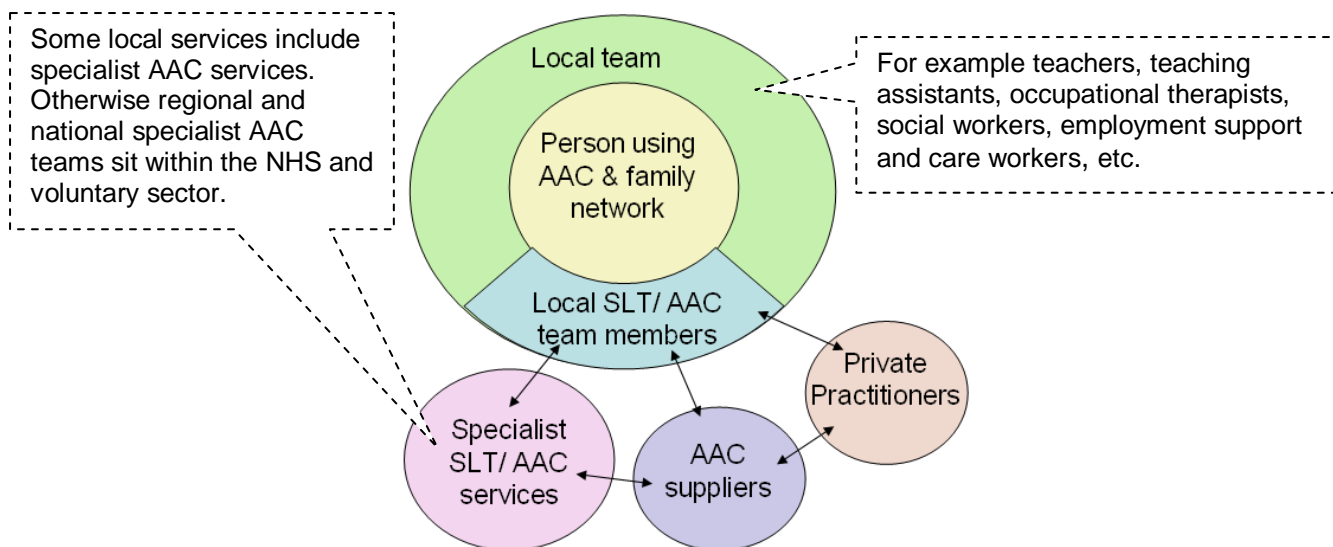 Some local services include
specialist AAC services.
Otherwise regional and
national specialist AAC
teams sit within the NHS and
voluntary sector.
Local team
For example teachers, teaching
assistants, occupational therapists,
social workers, employment support
and care workers, etc.
Person using
AAC & family
network
Local SLT/ AAC
team members
Private
Practitioners
Specialist
SLT/ AAC
services
AAC
suppliers